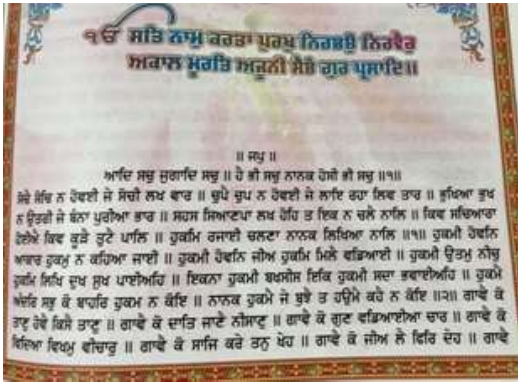 ੴ ਸਤਿ ਨਾਮੁ ਕਰਤਾ ਪੁਰਖੁ ਨਿਰਭਉ ਨਿਰਵੈਰੁ
ਅਕਾਲ ਮੂਰਤਿ ਅਜੂਨੀ ਸੈਭੰ ਗੁਰ ਪ੍ਰਸਾਦਿ॥
॥ ਜਪੁ ॥
ਆਦਿ ਸਚੁ ਜੁਗਾਦਿ ਸਚੁ ॥ ਹੈ ਭੀ ਸਚੁ ਨਾਨਕ ਹੋਸੀ ਭੀ ਸਚੁ ॥੧॥
ਸੋਚੈ ਸੋਚਿ ਨ ਹੋਵਈ ਜੇ ਸੋਚੀ ਲਖ ਵਾਰ ॥ ਚੁਪੈ ਚੁਪ ਨ ਹੋਵਈ ਜੇ ਲਾਇ ਰਹਾ ਲਿਵ ਤਾਰ ॥ ਭੁਖਿਆ ਭੁਖ
ਨ ਉਤਰੀ ਜੇ ਬੰਨਾ ਪੁਰੀਆ ਭਾਰ ॥ ਸਹਸ ਸਿਆਣਪਾ ਲਖ ਹੋਹਿ ਤ ਇਕ ਨ ਚਲੈ ਨਾਲਿ ॥ ਕਿਵ ਸਚਿਆਰਾ
ਹੋਈਐ ਕਿਵ ਕੂੜੈ ਤੁਟੈ ਪਾਲਿ ॥ ਹੁਕਮਿ ਰਜਾਈ ਚਲਣਾ ਨਾਨਕ ਲਿਖਿਆ ਨਾਲਿ ॥੧॥ ਹੁਕਮੀ ਹੋਵਨਿ
ਆਕਾਰ ਹੁਕਮੁ ਨ ਕਹਿਆ ਜਾਈ ॥ ਹੁਕਮੀ ਹੋਵਨਿ ਜੀਅ ਹੁਕਮਿ ਮਿਲੈ ਵਡਿਆਈ ॥ ਹੁਕਮੀ ਉਤਮੁ ਨੀਚੁ
ਹੁਕਮਿ ਲਿਖਿ ਦੁਖ ਸੁਖ ਪਾਈਅਹਿ ॥ ਇਕਨਾ ਹੁਕਮੀ ਬਖਸੀਸ ਇਕਿ ਹੁਕਮੀ ਸਦਾ ਭਵਾਈਅਹਿ ॥ ਹੁਕਮੈ
ਅੰਦਰਿ ਸਭੁ ਕੋ ਬਾਹਰਿ ਹੁਕਮ ਨ ਕੋਇ ॥ ਨਾਨਕ ਹੁਕਮੈ ਜੇ ਬੁਝੈ ਤ ਹਉਮੈ ਕਹੈ ਨ ਕੋਇ ॥੨॥ ਗਾਵੈ ਕੋ
ਤਾਣੁ ਹੋਵੈ ਕਿਸੈ ਤਾਣੁ ॥ ਗਾਵੈ ਕੋ ਦਾਤਿ ਜਾਣੈ ਨੀਸਾਣੁ ॥ ਗਾਵੈ ਕੋ ਗੁਣ ਵਡਿਆਈਆ ਚਾਰ ॥ ਗਾਵੈ ਕੋ
ਵਿਦਿਆ ਵਿਖਮੁ ਵੀਚਾਰੁ ॥ ਗਾਵੈ ਕੋ ਸਾਜਿ ਕਰੇ ਤਨੁ ਖੇਹ ॥ ਗਾਵੈ ਕੋ ਜੀਅ ਲੈ ਫਿਰਿ ਦੇਹ ॥ ਗਾਵੈ